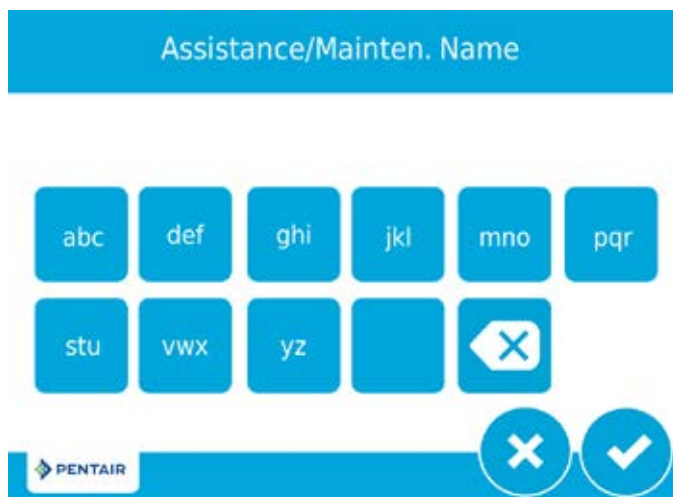 Assistance/Mainten. Name
abc def ghi jkl mno pqr
stu vwx yz
PENTAIR